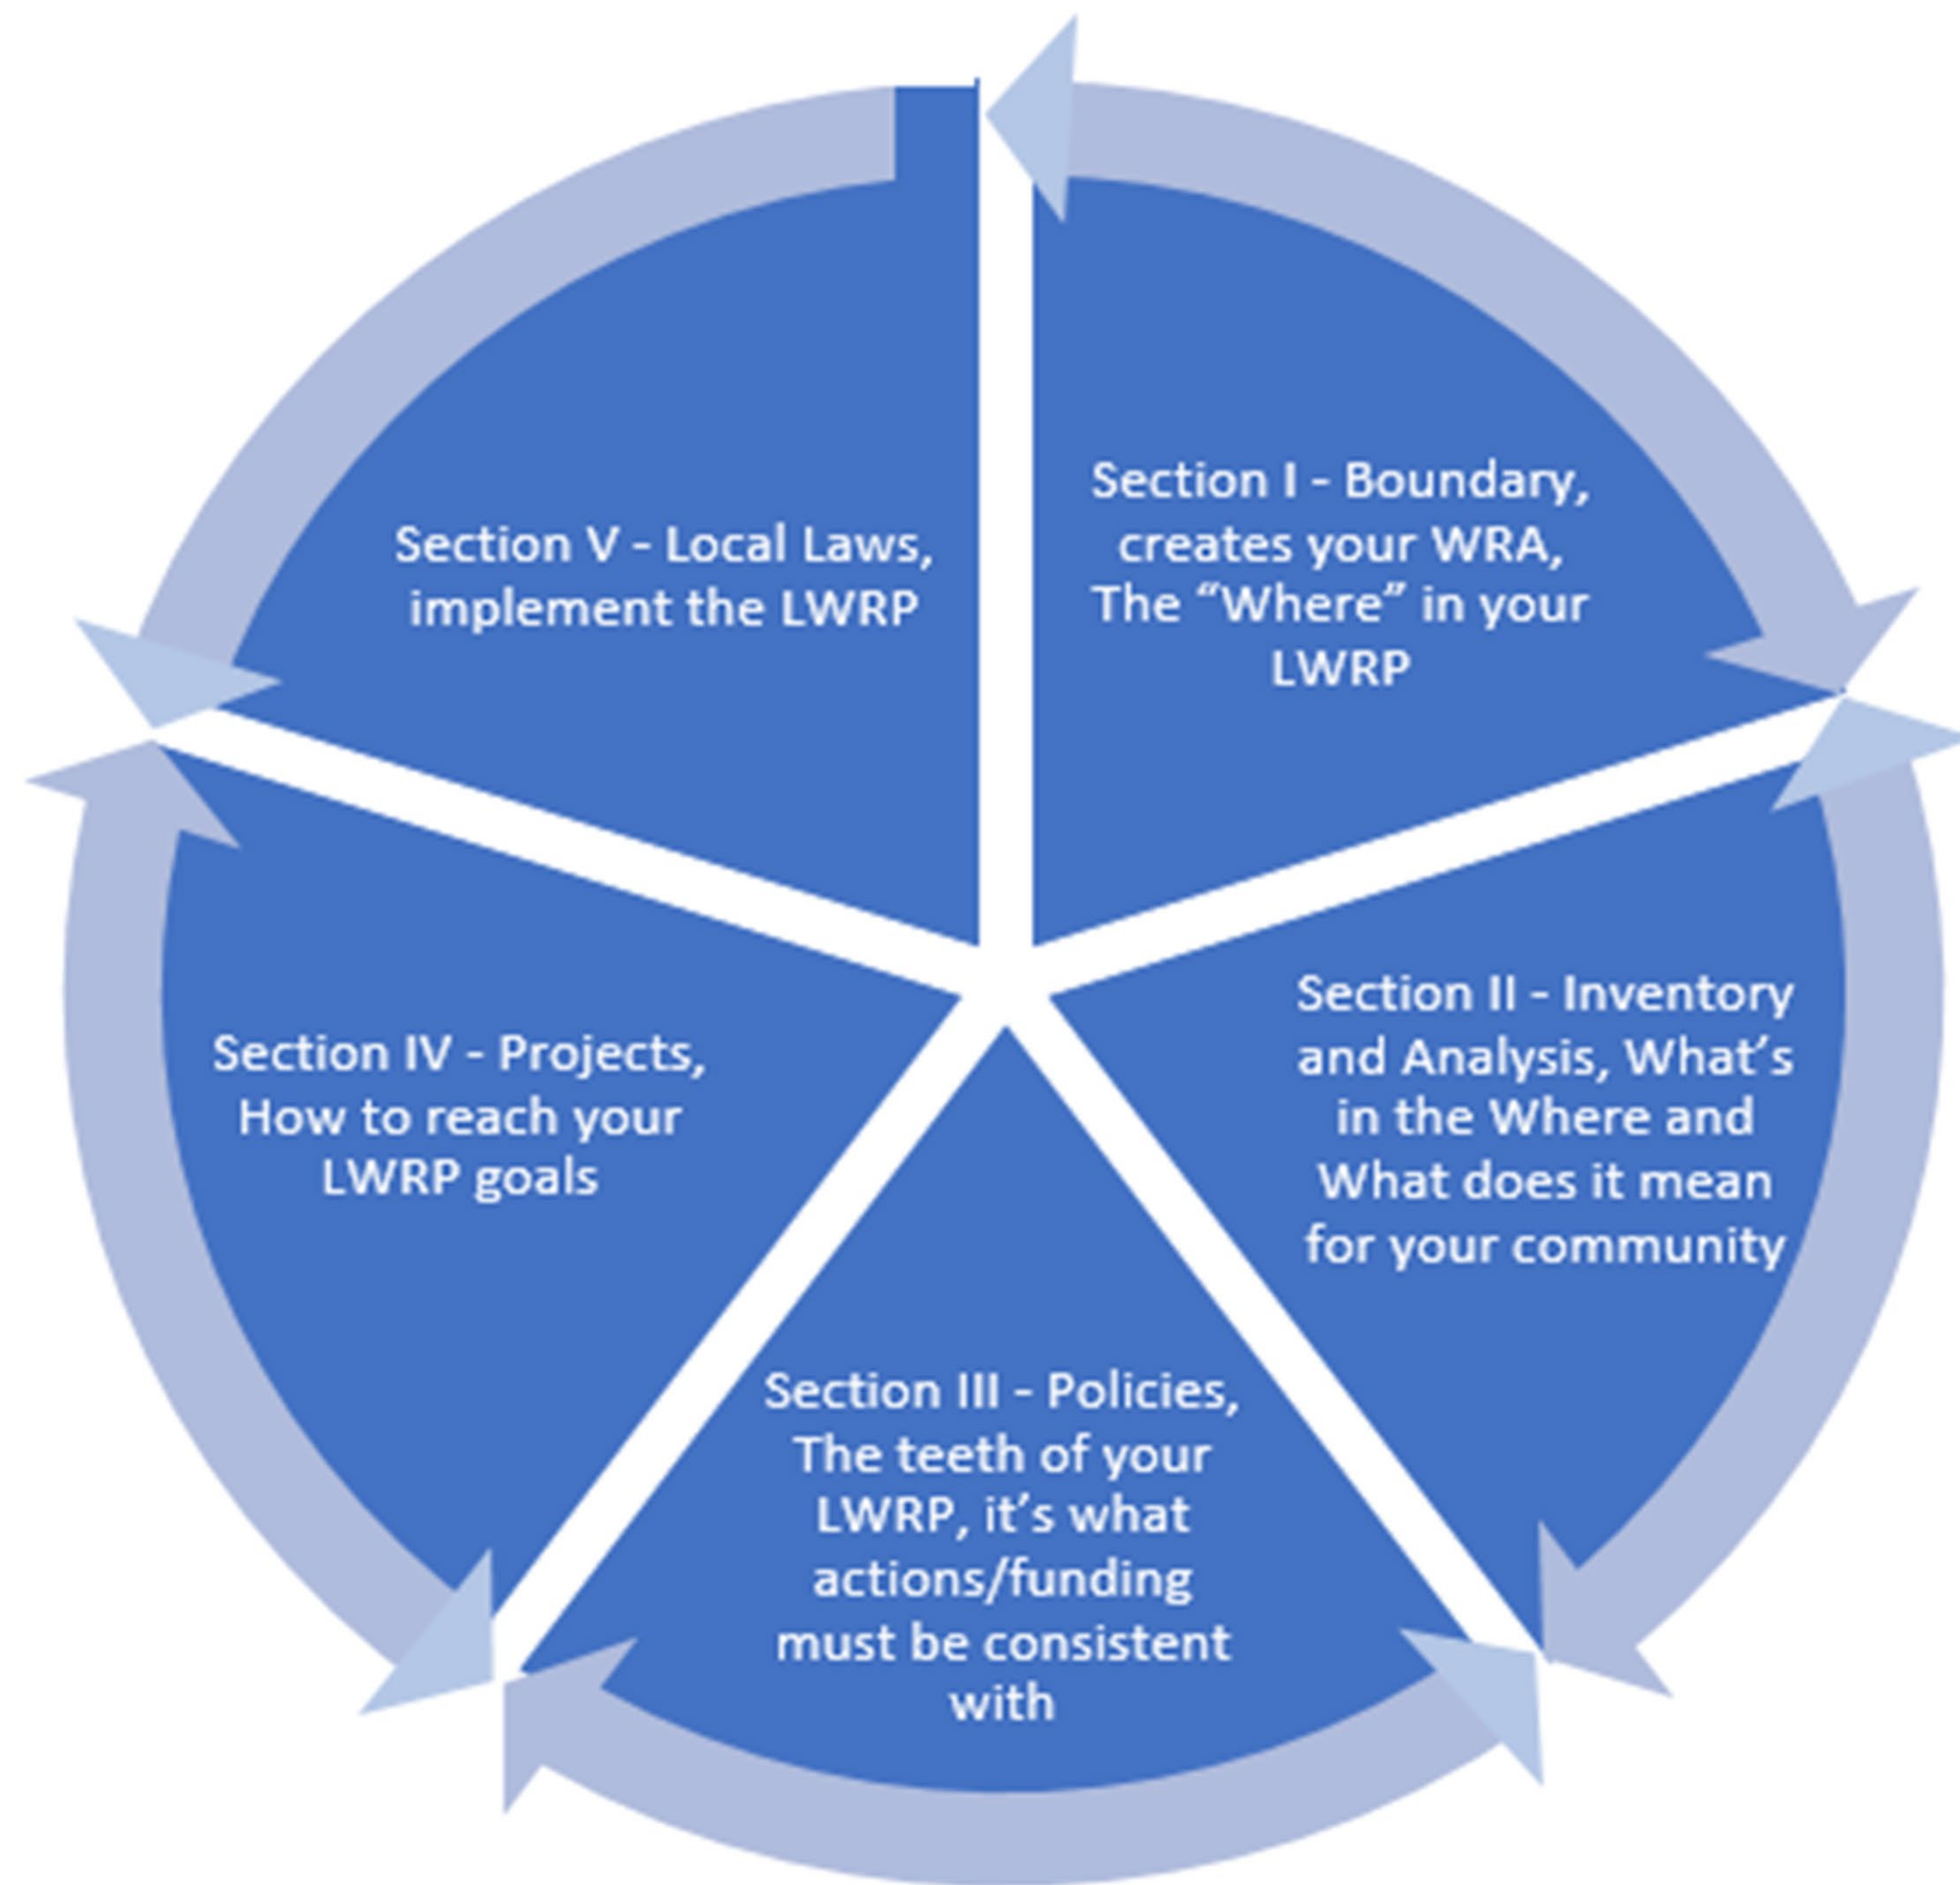 Section I - Boundary,
creates your WRA,
The “Where” in your
LWRP
Section II - Inventory
and Analysis, What’s
in the Where and
What does it mean
for your community
Section III - Policies,
The teeth of your
LWRP, it’s what
actions/funding
must be consistent
with
Section IV - Projects,
How to reach your
LWRP goals
Section V - Local Laws,
implement the LWRP